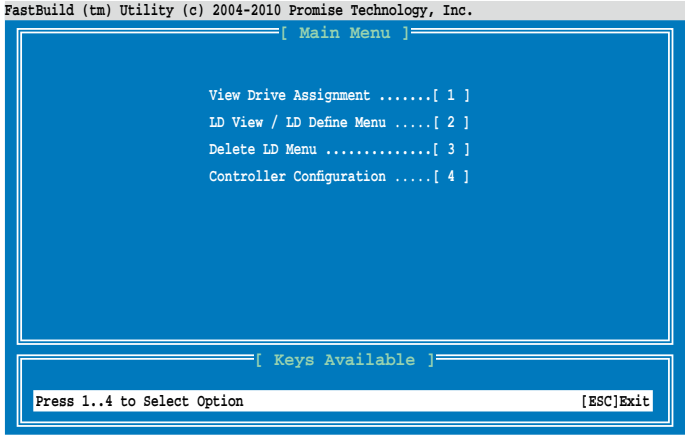 FastBuild (tm) Utility (c) 2004-2010 Promise Technology, Inc.
[ Main Menu ]
View Drive Assignment .......[ 1 ]
LD View / LD Define Menu .....[ 2 ]
Delete LD Menu ..............[ 3 ]
Controller Configuration .....[ 4 ]
[ Keys Available ]
Press 1..4 to Select Option [ESC]Exit